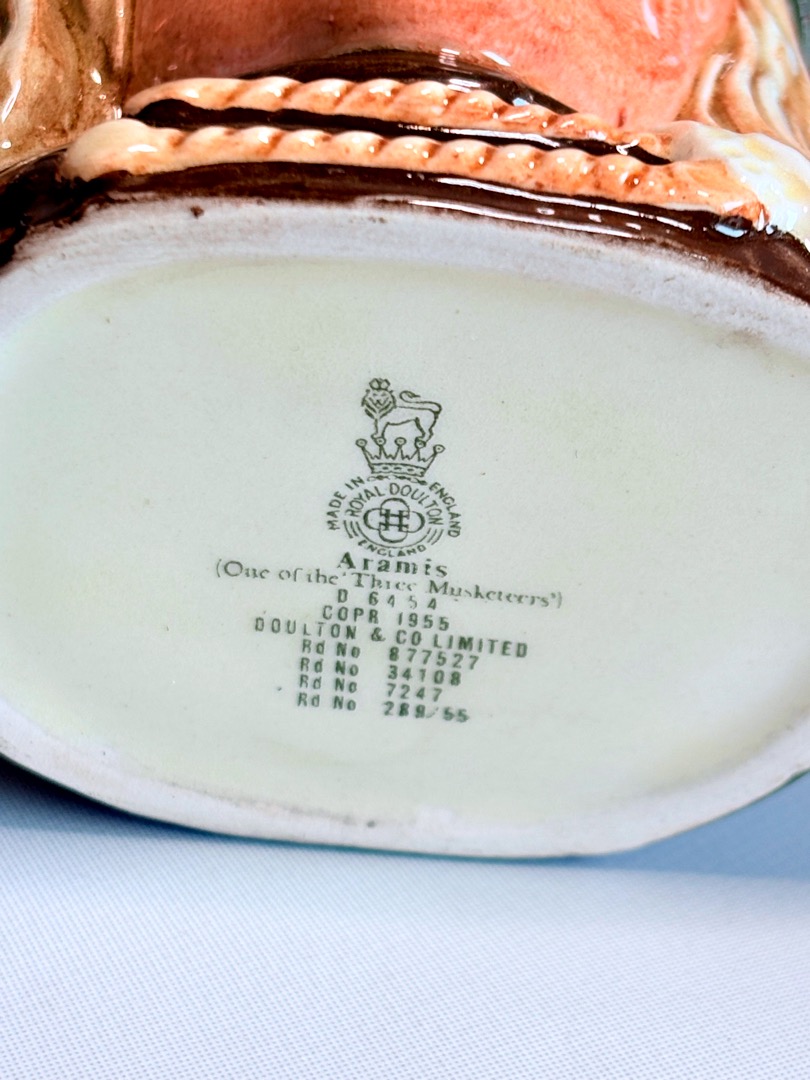 MADE IN ENGLAND
ROYAL DOULTON
ENGLAND
Aramis
(One of the 'Three Musketeers')
D 6454
COPR 1955
DOULTON & CO LIMITED
Rd No 877527
Rd No 34108
Rd No 7247
Rd No 289/55